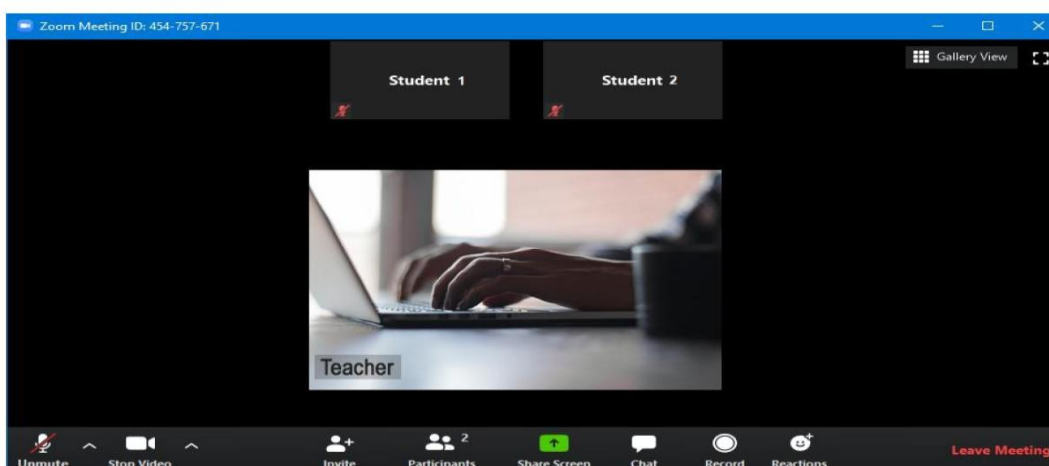 Zoom Meeting ID: 454-757-671
Gallery View
Student 1
Student 2
Teacher
2
Unmute
Stop Video
Invite
Participants
Share Screen
Chat
Record
Reactions
Leave Meeting